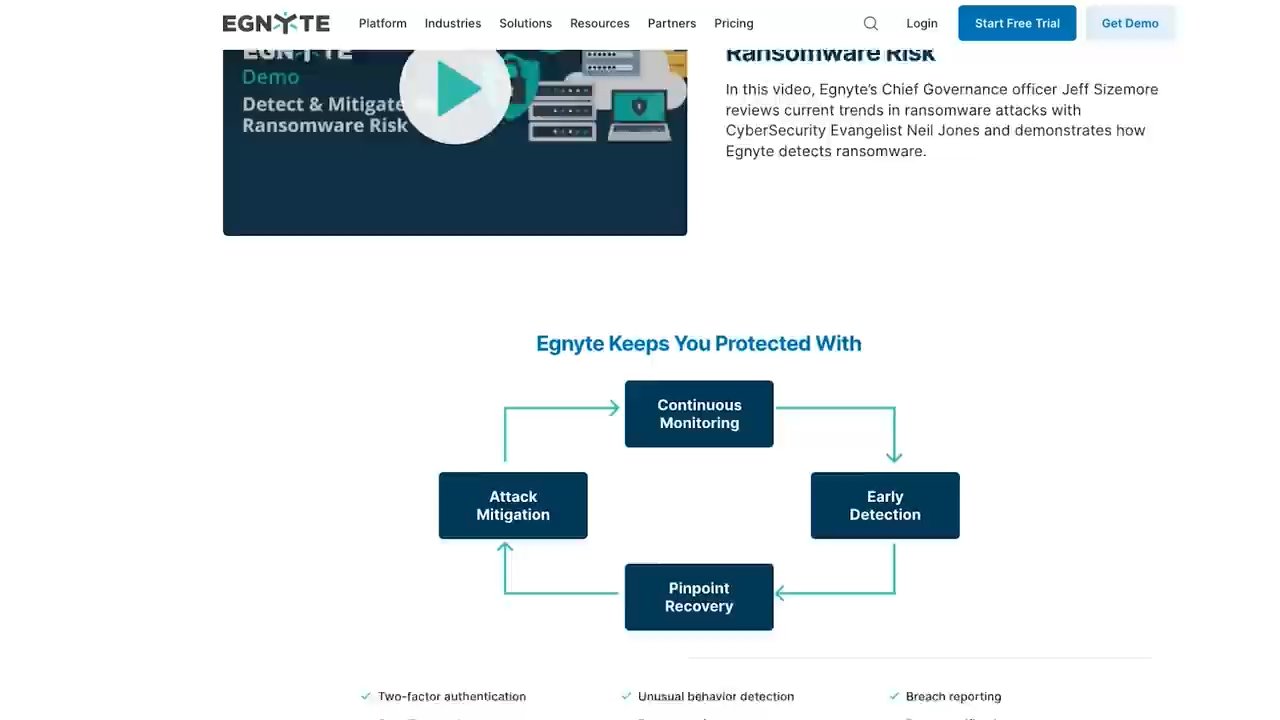 EGNYTE Platform Industries Solutions Resources Partners Pricing Login Start Free Trial Get Demo
EGNYTE
Demo
Detect & Mitigate
Ransomware Risk
Ransomware Risk
In this video, Egnyte's Chief Governance officer Jeff Sizemore
reviews current trends in ransomware attacks with
CyberSecurity Evangelist Neil Jones and demonstrates how
Egnyte detects ransomware.
Egnyte Keeps You Protected With
Continuous
Monitoring
Attack
Mitigation
Early
Detection
Pinpoint
Recovery
Two-factor authentication
Unusual behavior detection
Breach reporting